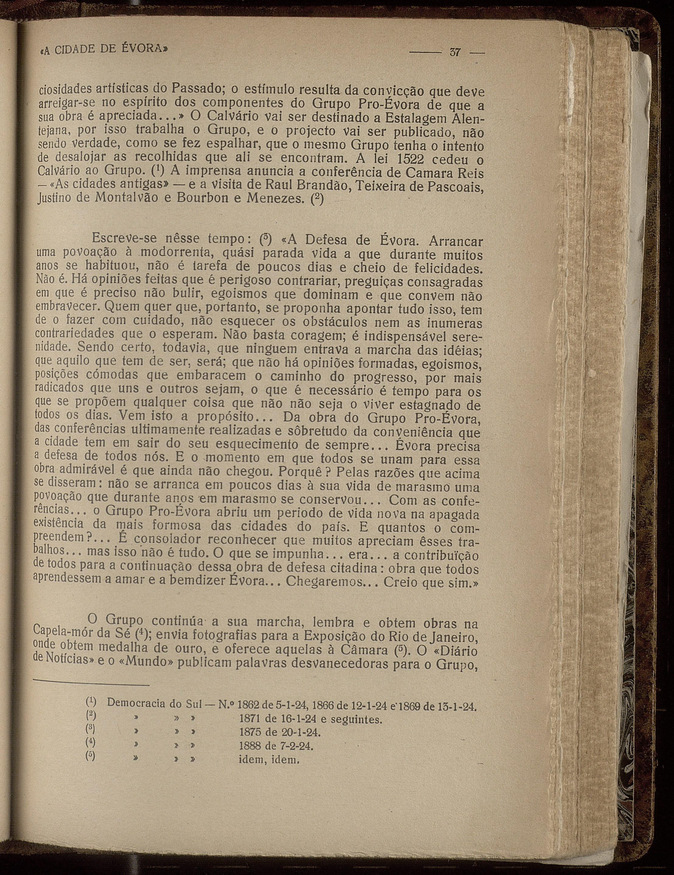 «A CIDADE DE ÉVORA» —— 37 —
ciosidades artísticas do Passado; o estímulo resulta da convicção que deve
arreigar-se no espírito dos componentes do Grupo Pro-Évora de que a
sua obra é apreciada...» O Calvário vai ser destinado a Estalagem Alen-
tejana, por isso trabalha o Grupo, e o projecto vai ser publicado, não
sendo verdade, como se fez espalhar, que o mesmo Grupo tenha o intento
de desalojar as recolhidas que ali se encontram. A lei 1522 cedeu o
Calvário ao Grupo. (¹) A imprensa anuncia a conferência de Camara Reis
— «As cidades antigas» — e a visita de Raul Brandão, Teixeira de Pascoais,
Justino de Montalvão e Bourbon e Menezes. (²)
Escreve-se nêsse tempo: (³) «A Defesa de Évora. Arrancar
uma povoação à modorrenta, quási parada vida a que durante muitos
anos se habituou, não é tarefa de poucos dias e cheio de felicidades.
Não é. Há opiniões feitas que é perigoso contrariar, preguiças consagradas
em que é preciso não bulir, egoismos que dominam e que convem não
embravecer. Quem quer que, portanto, se proponha apontar tudo isso, tem
de o fazer com cuidado, não esquecer os obstáculos nem as inumeras
contrariedades que o esperam. Não basta coragem; é indispensável sere-
nidade. Sendo certo, todavia, que ninguem entrava a marcha das idéias;
que aquilo que tem de ser, será; que não há opiniões formadas, egoismos,
posições cómodas que embaracem o caminho do progresso, por mais
radicados que uns e outros sejam, o que é necessário é tempo para os
que se propõem qualquer coisa que não não seja o viver estagnado de
todos os dias. Vem isto a propósito... Da obra do Grupo Pro-Évora,
das conferências ultimamente realizadas e sôbretudo da conveniência que
a cidade tem em sair do seu esquecimento de sempre... Évora precisa
a defesa de todos nós. E o momento em que todos se unam para essa
obra admirável é que ainda não chegou. Porquê? Pelas razões que acima
se disseram: não se arranca em poucos dias à sua vida de marasmo uma
povoação que durante anos em marasmo se conservou... Com as confe-
rências... o Grupo Pro-Évora abriu um periodo de vida nova na apagada
existência da mais formosa das cidades do país. E quantos o com-
preendem?... É consolador reconhecer que muitos apreciam êsses tra-
balhos... mas isso não é tudo. O que se impunha... era... a contribuïção
de todos para a continuação dessa obra de defesa citadina: obra que todos
aprendessem a amar e a bemdizer Évora... Chegaremos... Creio que sim.»
O Grupo continúa a sua marcha, lembra e obtem obras na
Capela-mór da Sé (⁴); envia fotografias para a Exposição do Rio de Janeiro,
onde obtem medalha de ouro, e oferece aquelas à Câmara (⁵). O «Diário
de Notícias» e o «Mundo» publicam palavras desvanecedoras para o Grupo,
(¹) Democracia do Sul — N.º 1862 de 5-1-24, 1866 de 12-1-24 e 1869 de 13-1-24.
(²) » » » 1871 de 16-1-24 e seguintes.
(³) » » » 1875 de 20-1-24.
(⁴) » » » 1888 de 7-2-24.
(⁵) » » » idem, idem.